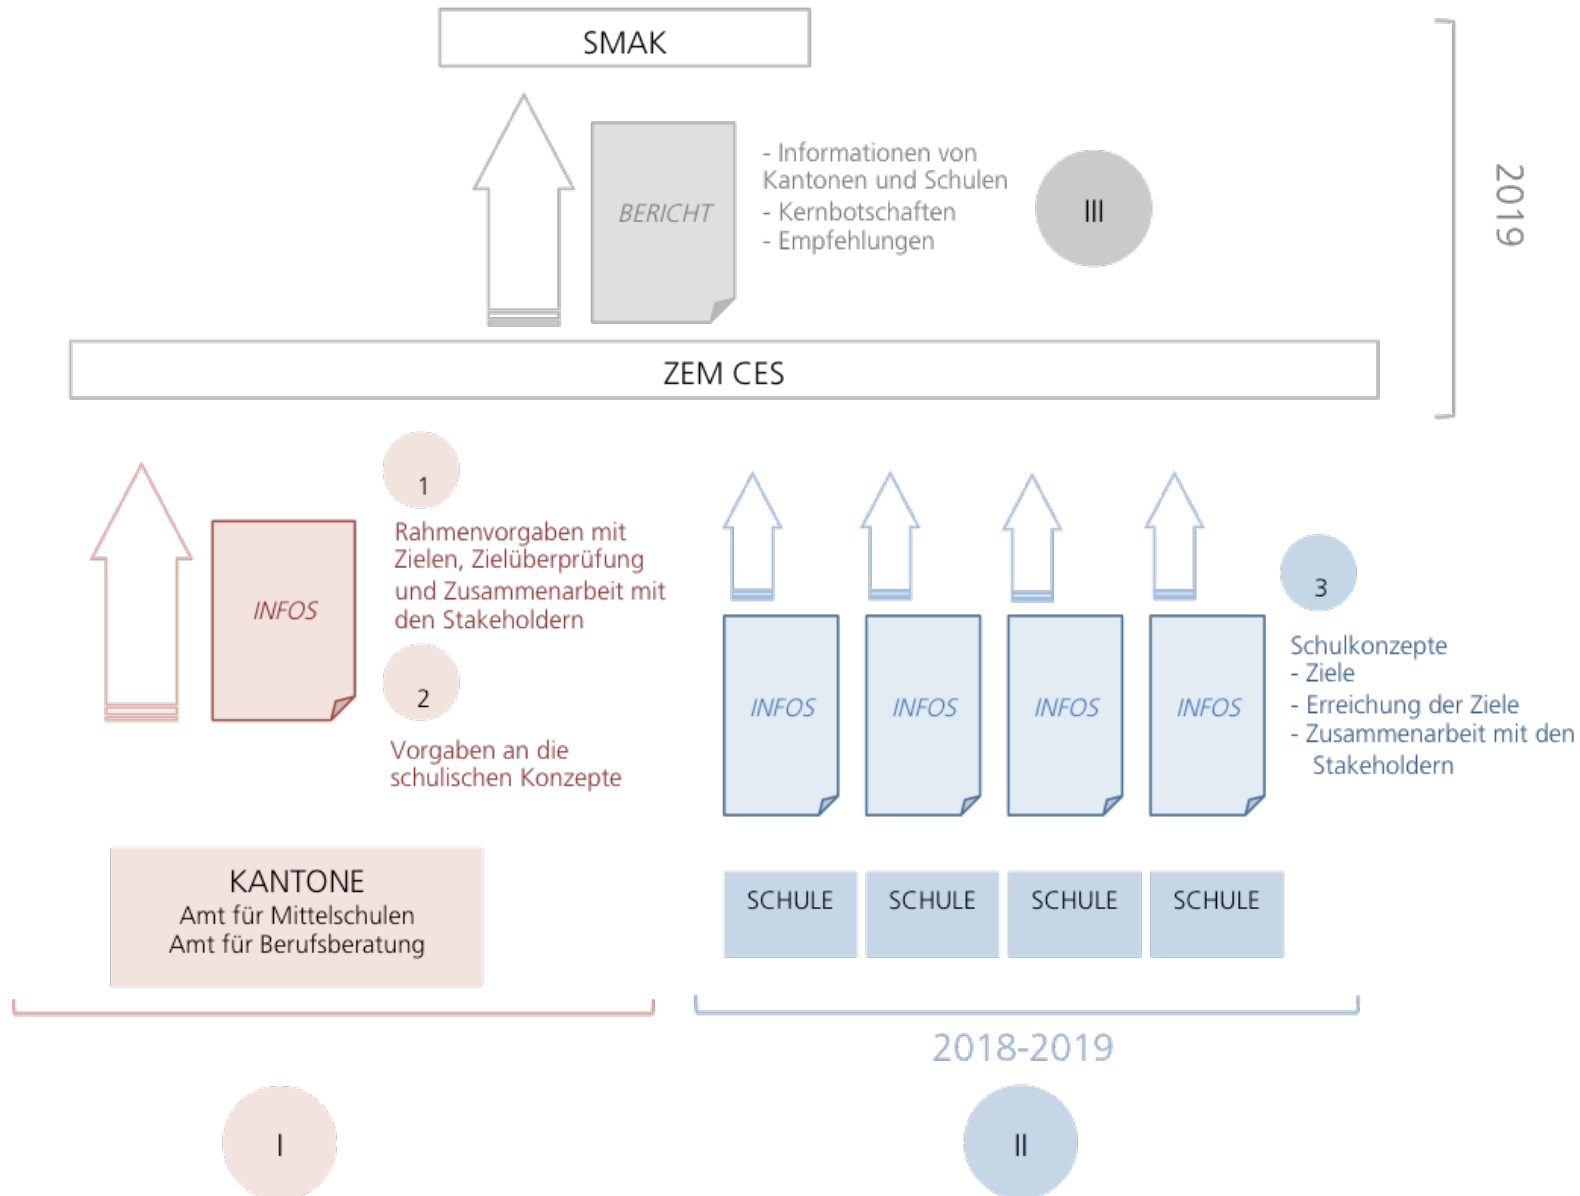 SMAK
BERICHT
- Informationen von
Kantonen und Schulen
- Kernbotschaften
- Empfehlungen
III
2019
ZEM CES
1
Rahmenvorgaben mit
Zielen, Zielüberprüfung
und Zusammenarbeit mit
den Stakeholdern
INFOS
2
Vorgaben an die
schulischen Konzepte
3
Schulkonzepte
- Ziele
- Erreichung der Ziele
- Zusammenarbeit mit den
Stakeholdern
INFOS
INFOS
INFOS
INFOS
KANTONE
Amt für Mittelschulen
Amt für Berufsberatung
SCHULE
SCHULE
SCHULE
SCHULE
2018-2019
I
II